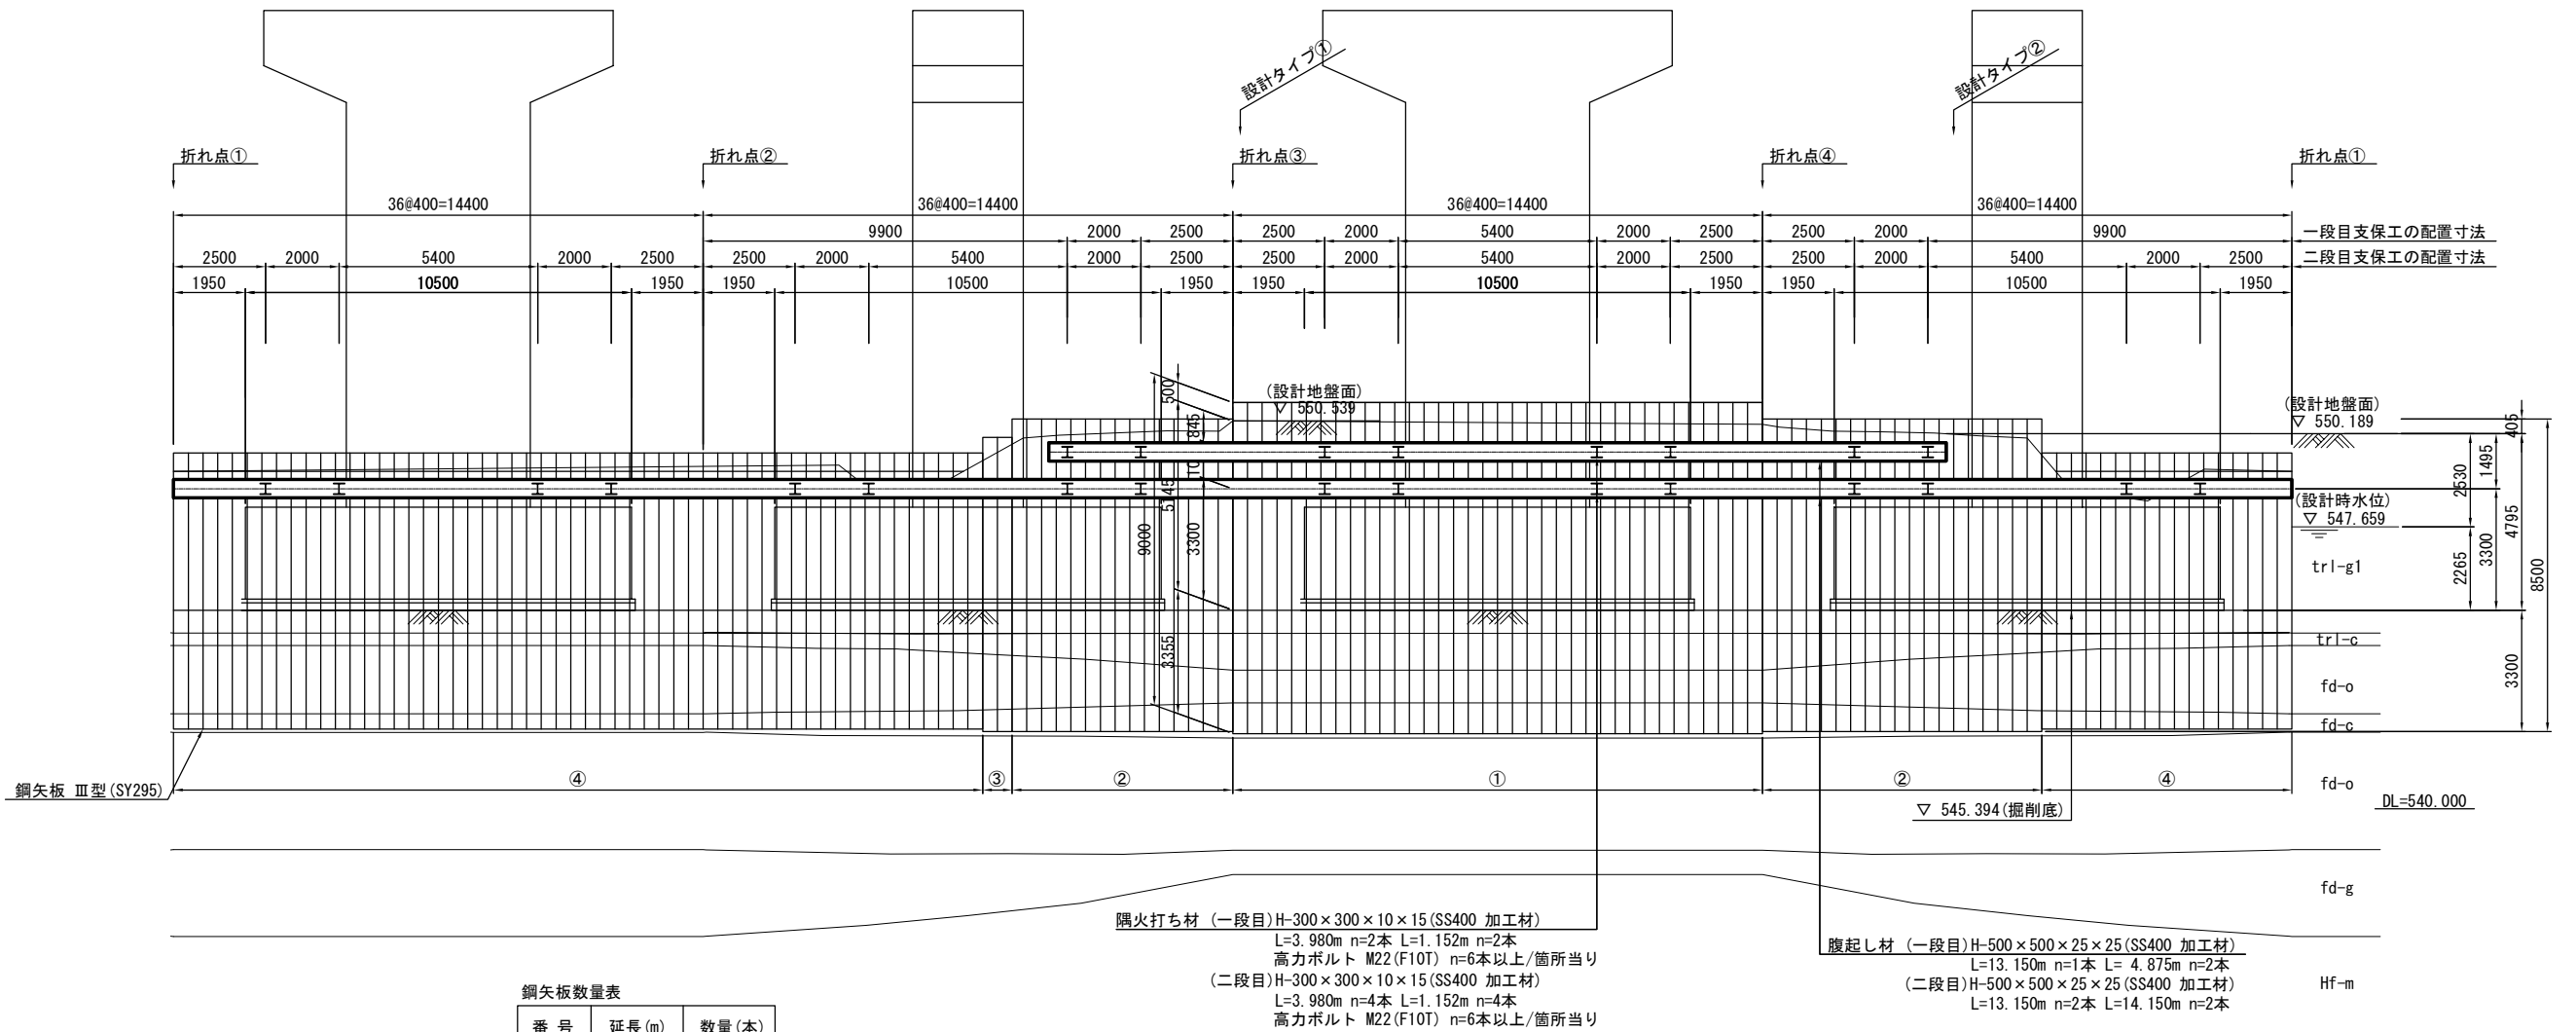 設計タイプ①
設計タイプ②
折れ点①
折れ点②
折れ点③
折れ点④
折れ点①
36@400=14400
36@400=14400
36@400=14400
36@400=14400
9900 2000 2500 2500 2000 5400 2000 2500 2500 2000 9900 一段目支保工の配置寸法
2500 2000 5400 2000 2500 2500 2000 5400 2000 2500 2500 2000 5400 2000 2500 2500 2000 5400 2000 2500 二段目支保工の配置寸法
1950 10500 1950 1950 10500 1950 1950 10500 1950 1950 10500 1950
500
845
5145
9000
3300
3355
(設計地盤面)
▽ 550.539
(設計地盤面)
▽ 550.189
405
1495
2530
(設計時水位)
▽ 547.659
4795
3300
2265
8500
3300
trl-g1
trl-c
fd-o
fd-c
fd-o
fd-g
Hf-m
DL=540.000
鋼矢板 Ⅲ型(SY295)
④
③
②
①
②
④
▽ 545.394(掘削底)
隅火打ち材 (一段目)H-300×300×10×15(SS400 加工材)
L=3.980m n=2本 L=1.152m n=2本
高力ボルト M22(F10T) n=6本以上/箇所当り
(二段目)H-300×300×10×15(SS400 加工材)
L=3.980m n=4本 L=1.152m n=4本
高力ボルト M22(F10T) n=6本以上/箇所当り
腹起し材 (一段目)H-500×500×25×25(SS400 加工材)
L=13.150m n=1本 L= 4.875m n=2本
(二段目)H-500×500×25×25(SS400 加工材)
L=13.150m n=2本 L=14.150m n=2本
鋼矢板数量表
番 号 延長(m) 数量(本)